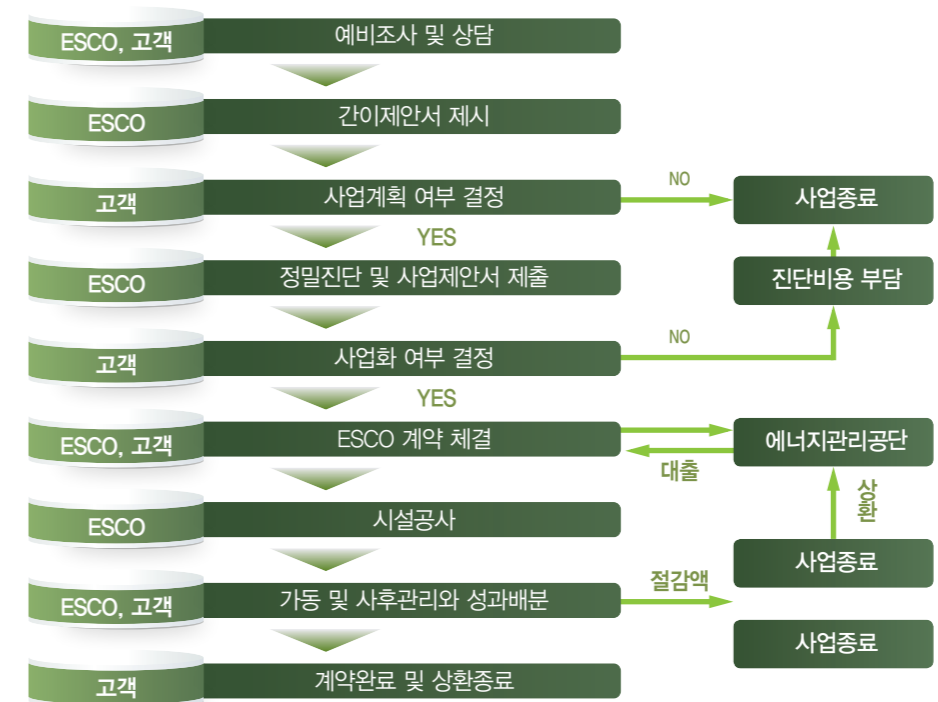 ESCO, 고객
예비조사 및 상담
ESCO
간이제안서 제시
고객
사업계획 여부 결정
NO
사업종료
YES
ESCO
정밀진단 및 사업제안서 제출
진단비용 부담
고객
사업화 여부 결정
NO
YES
ESCO, 고객
ESCO 계약 체결
에너지관리공단
대출
상환
ESCO
시설공사
사업종료
ESCO, 고객
가동 및 사후관리와 성과배분
절감액
사업종료
고객
계약완료 및 상환종료